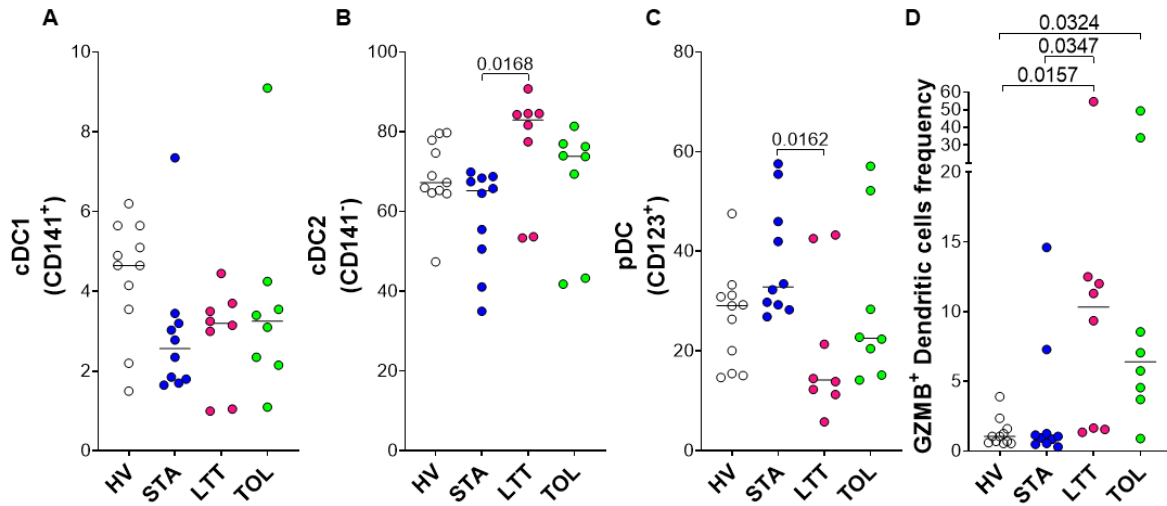 A
cDC1
(CD141⁺)
10
8
6
4
2
0
HV
STA
LTT
TOL
B
cDC2
(CD141⁻)
100
80
60
40
20
0
0.0168
HV
STA
LTT
TOL
C
pDC
(CD123⁺)
80
60
40
20
0
0.0162
HV
STA
LTT
TOL
D
GZMB⁺ Dendritic cells frequency
0.0324
0.0347
0.0157
60
50
40
30
20
15
10
5
0
HV
STA
LTT
TOL